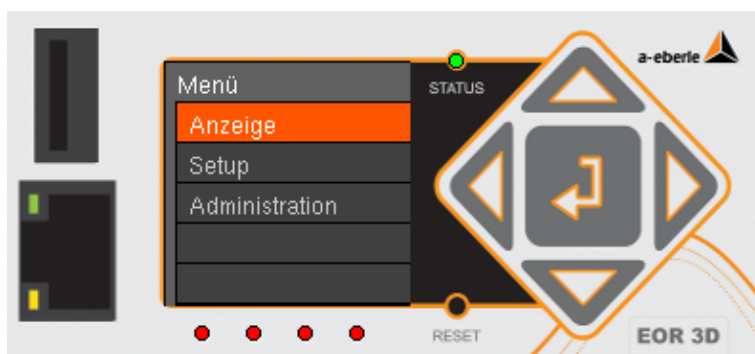 a-eberle
Menü
STATUS
Anzeige
Setup
Administration
RESET
EOR 3D